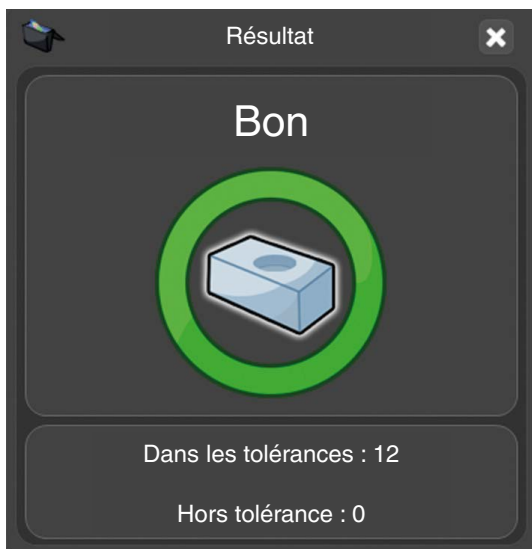 Résultat
Bon
Dans les tolérances : 12
Hors tolérance : 0